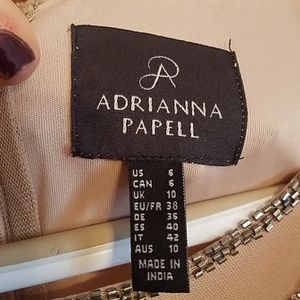 ADRIANNA
PAPELL
US 6
CAN 6
UK 10
EU/FR 38
DE 36
ES 40
IT 42
AUS 10
MADE IN
INDIA